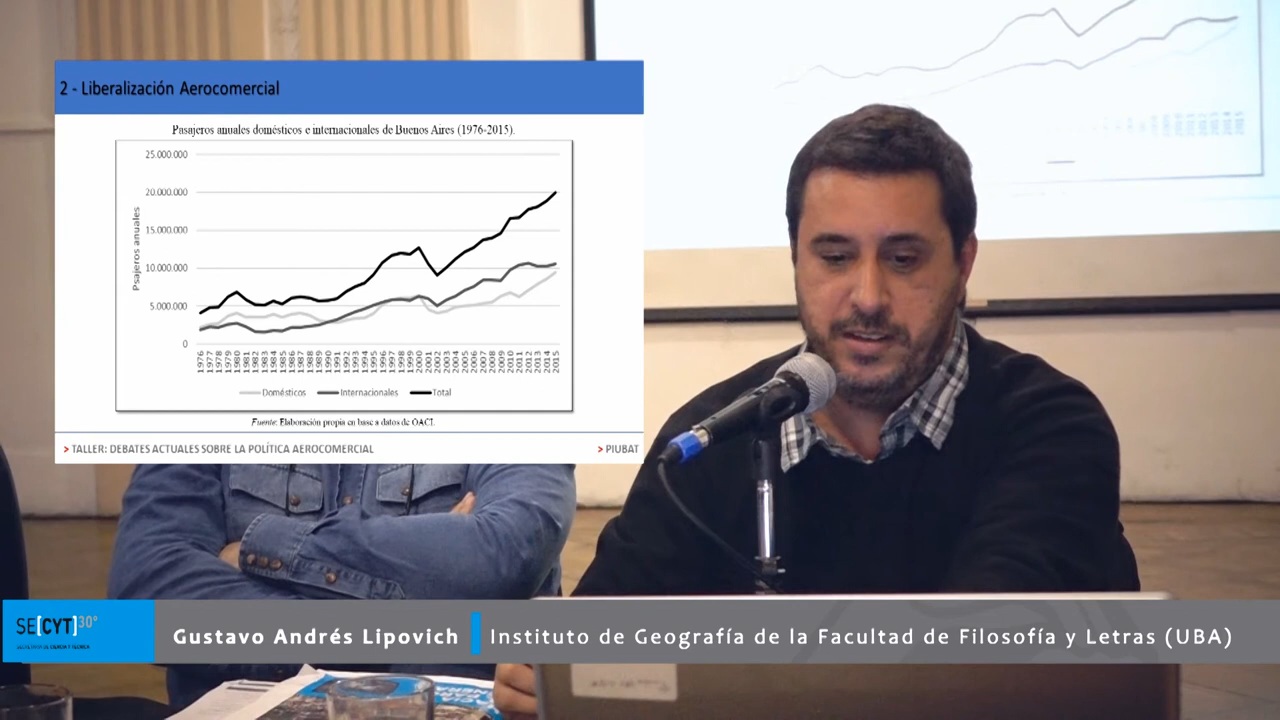 2 - Liberalización Aerocomercial
Pasajeros anuales domésticos e internacionales de Buenos Aires (1976-2015).
25.000.000
20.000.000
15.000.000
10.000.000
5.000.000
0
Psajeros anuales
1976 1977 1978 1979 1980 1981 1982 1983 1984 1985 1986 1987 1988 1989 1990 1991 1992 1993 1994 1995 1996 1997 1998 1999 2000 2001 2002 2003 2004 2005 2006 2007 2008 2009 2010 2011 2012 2013 2014 2015
Domésticos Internacionales Total
Fuente: Elaboración propia en base a datos de OACI.
> TALLER: DEBATES ACTUALES SOBRE LA POLÍTICA AEROCOMERCIAL
> PIUBAT
SE[CYT]30°
SECRETARÍA DE CIENCIA Y TÉCNICA
Gustavo Andrés Lipovich
Instituto de Geografía de la Facultad de Filosofía y Letras (UBA)